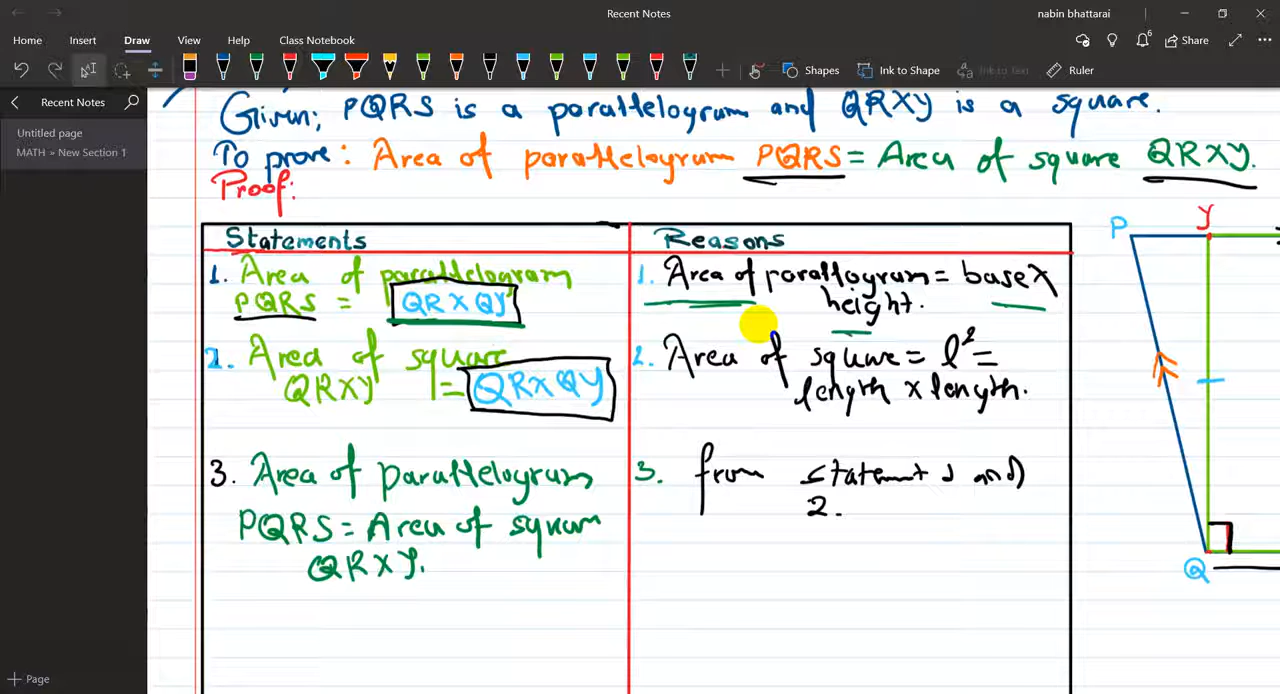 Recent Notes
nabin bhattarai
Home Insert Draw View Help Class Notebook
Share
Shapes Ink to Shape Ink to Text Ruler
Recent Notes
Untitled page
MATH » New Section 1
Given; PQRS is a parallelogram and QRXY is a square.
To prove: Area of parallelogram PQRS = Area of square QRXY.
Proof:
Statements
Reasons
1. Area of parallelogram
PQRS = QR X QY
1. Area of parallogram = base x
height.
2. Area of square
QRXY = QR X QY
2. Area of square = l² =
length x length.
3. Area of parallelogram
PQRS = Area of square
QRXY.
3. from statement 1 and
2.
P
Y
Q
+ Page